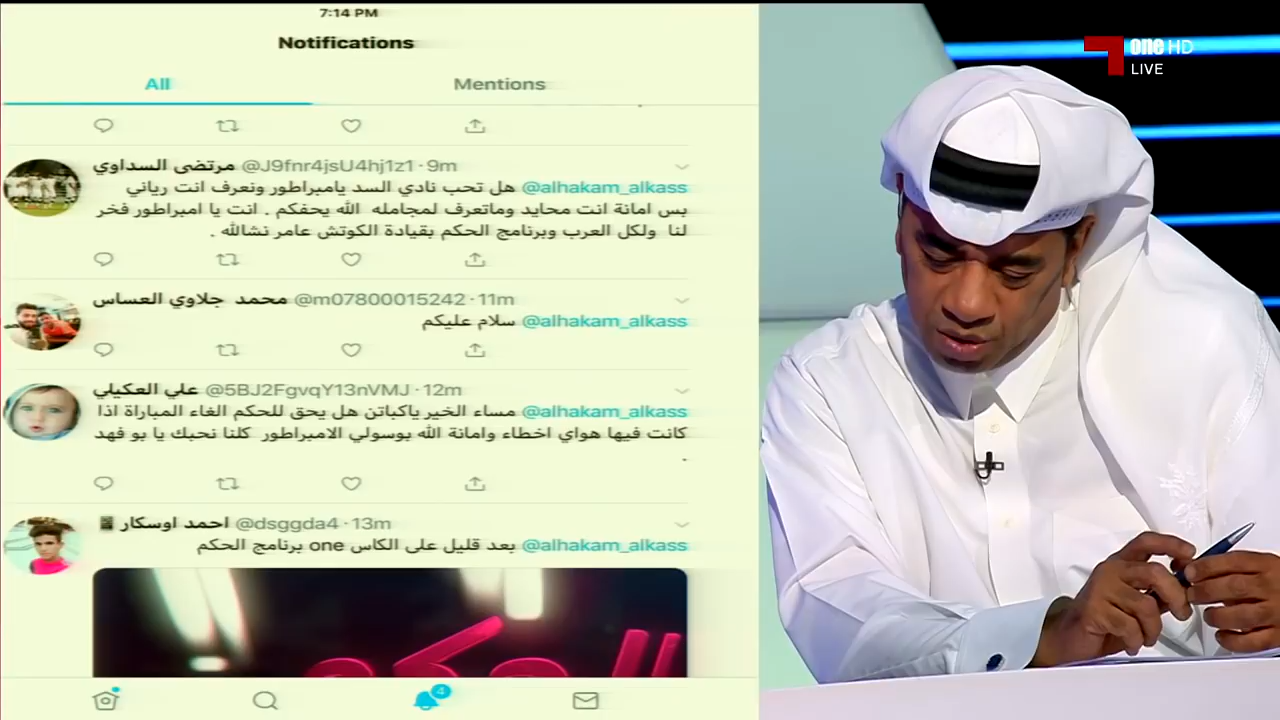 7:14 PM
Notifications
All
Mentions
مرتضى السداوي @J9fnr4jsU4hj1z1 · 9m
@alhakam_alkass هل تحب نادي السد يامبراطور ونعرف انت رياني
بس امانة انت محايد وماتعرف لمجامله الله يحفكم . انت يا امبراطور فخر
لنا ولكل العرب وبرنامج الحكم بقيادة الكوتش عامر نشالله .
محمد جلاوي العساس @m07800015242 · 11m
@alhakam_alkass سلام عليكم
علي العكيلي @5BJ2FgvqY13nVMJ · 12m
@alhakam_alkass مساء الخير ياكباتن هل يحق للحكم الغاء المباراة اذا
كانت فيها هواي اخطاء وامانة الله يوسولي الامبراطور كلنا نحبك يا بو فهد
.
احمد اوسكار @dsggda4 · 13m
@alhakam_alkass بعد قليل على الكاس one برنامج الحكم
الحكم
4
one HD
LIVE